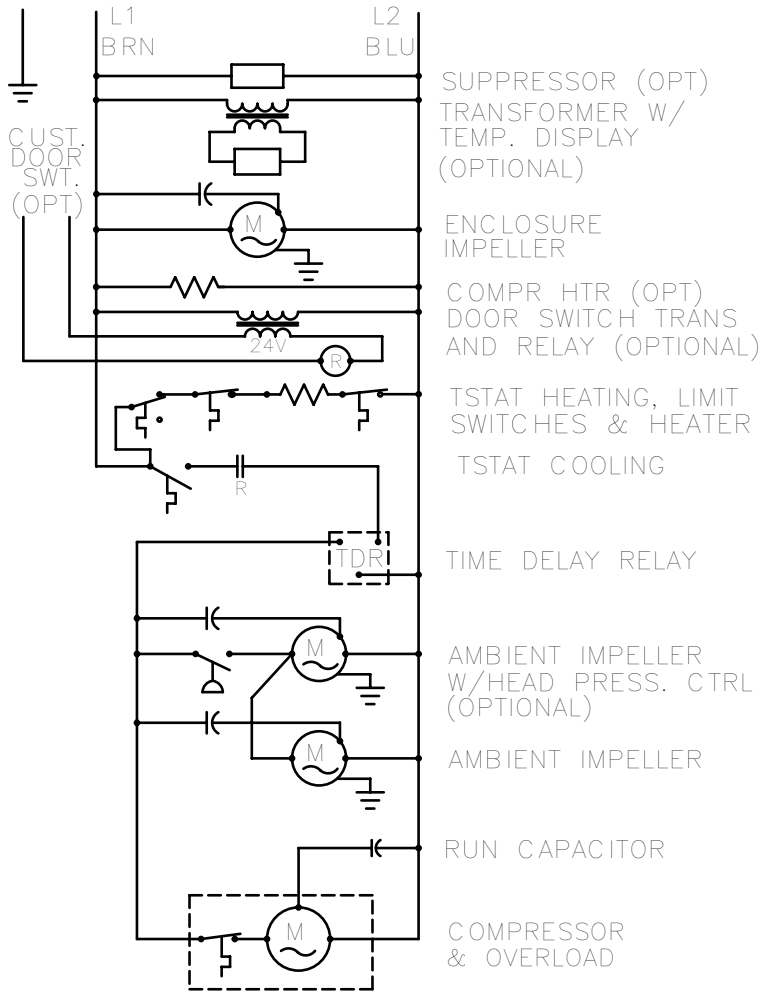 L1
L2
BRN
BLU
SUPPRESSOR (OPT)
TRANSFORMER W/
TEMP. DISPLAY
(OPTIONAL)
CUST.
DOOR
SWT.
(OPT)
M
ENCLOSURE
IMPELLER
COMPR HTR (OPT)
DOOR SWITCH TRANS
AND RELAY (OPTIONAL)
24V
R
TSTAT HEATING, LIMIT
SWITCHES & HEATER
TSTAT COOLING
R
TDR
TIME DELAY RELAY
M
AMBIENT IMPELLER
W/HEAD PRESS. CTRL
(OPTIONAL)
M
AMBIENT IMPELLER
RUN CAPACITOR
M
COMPRESSOR
& OVERLOAD